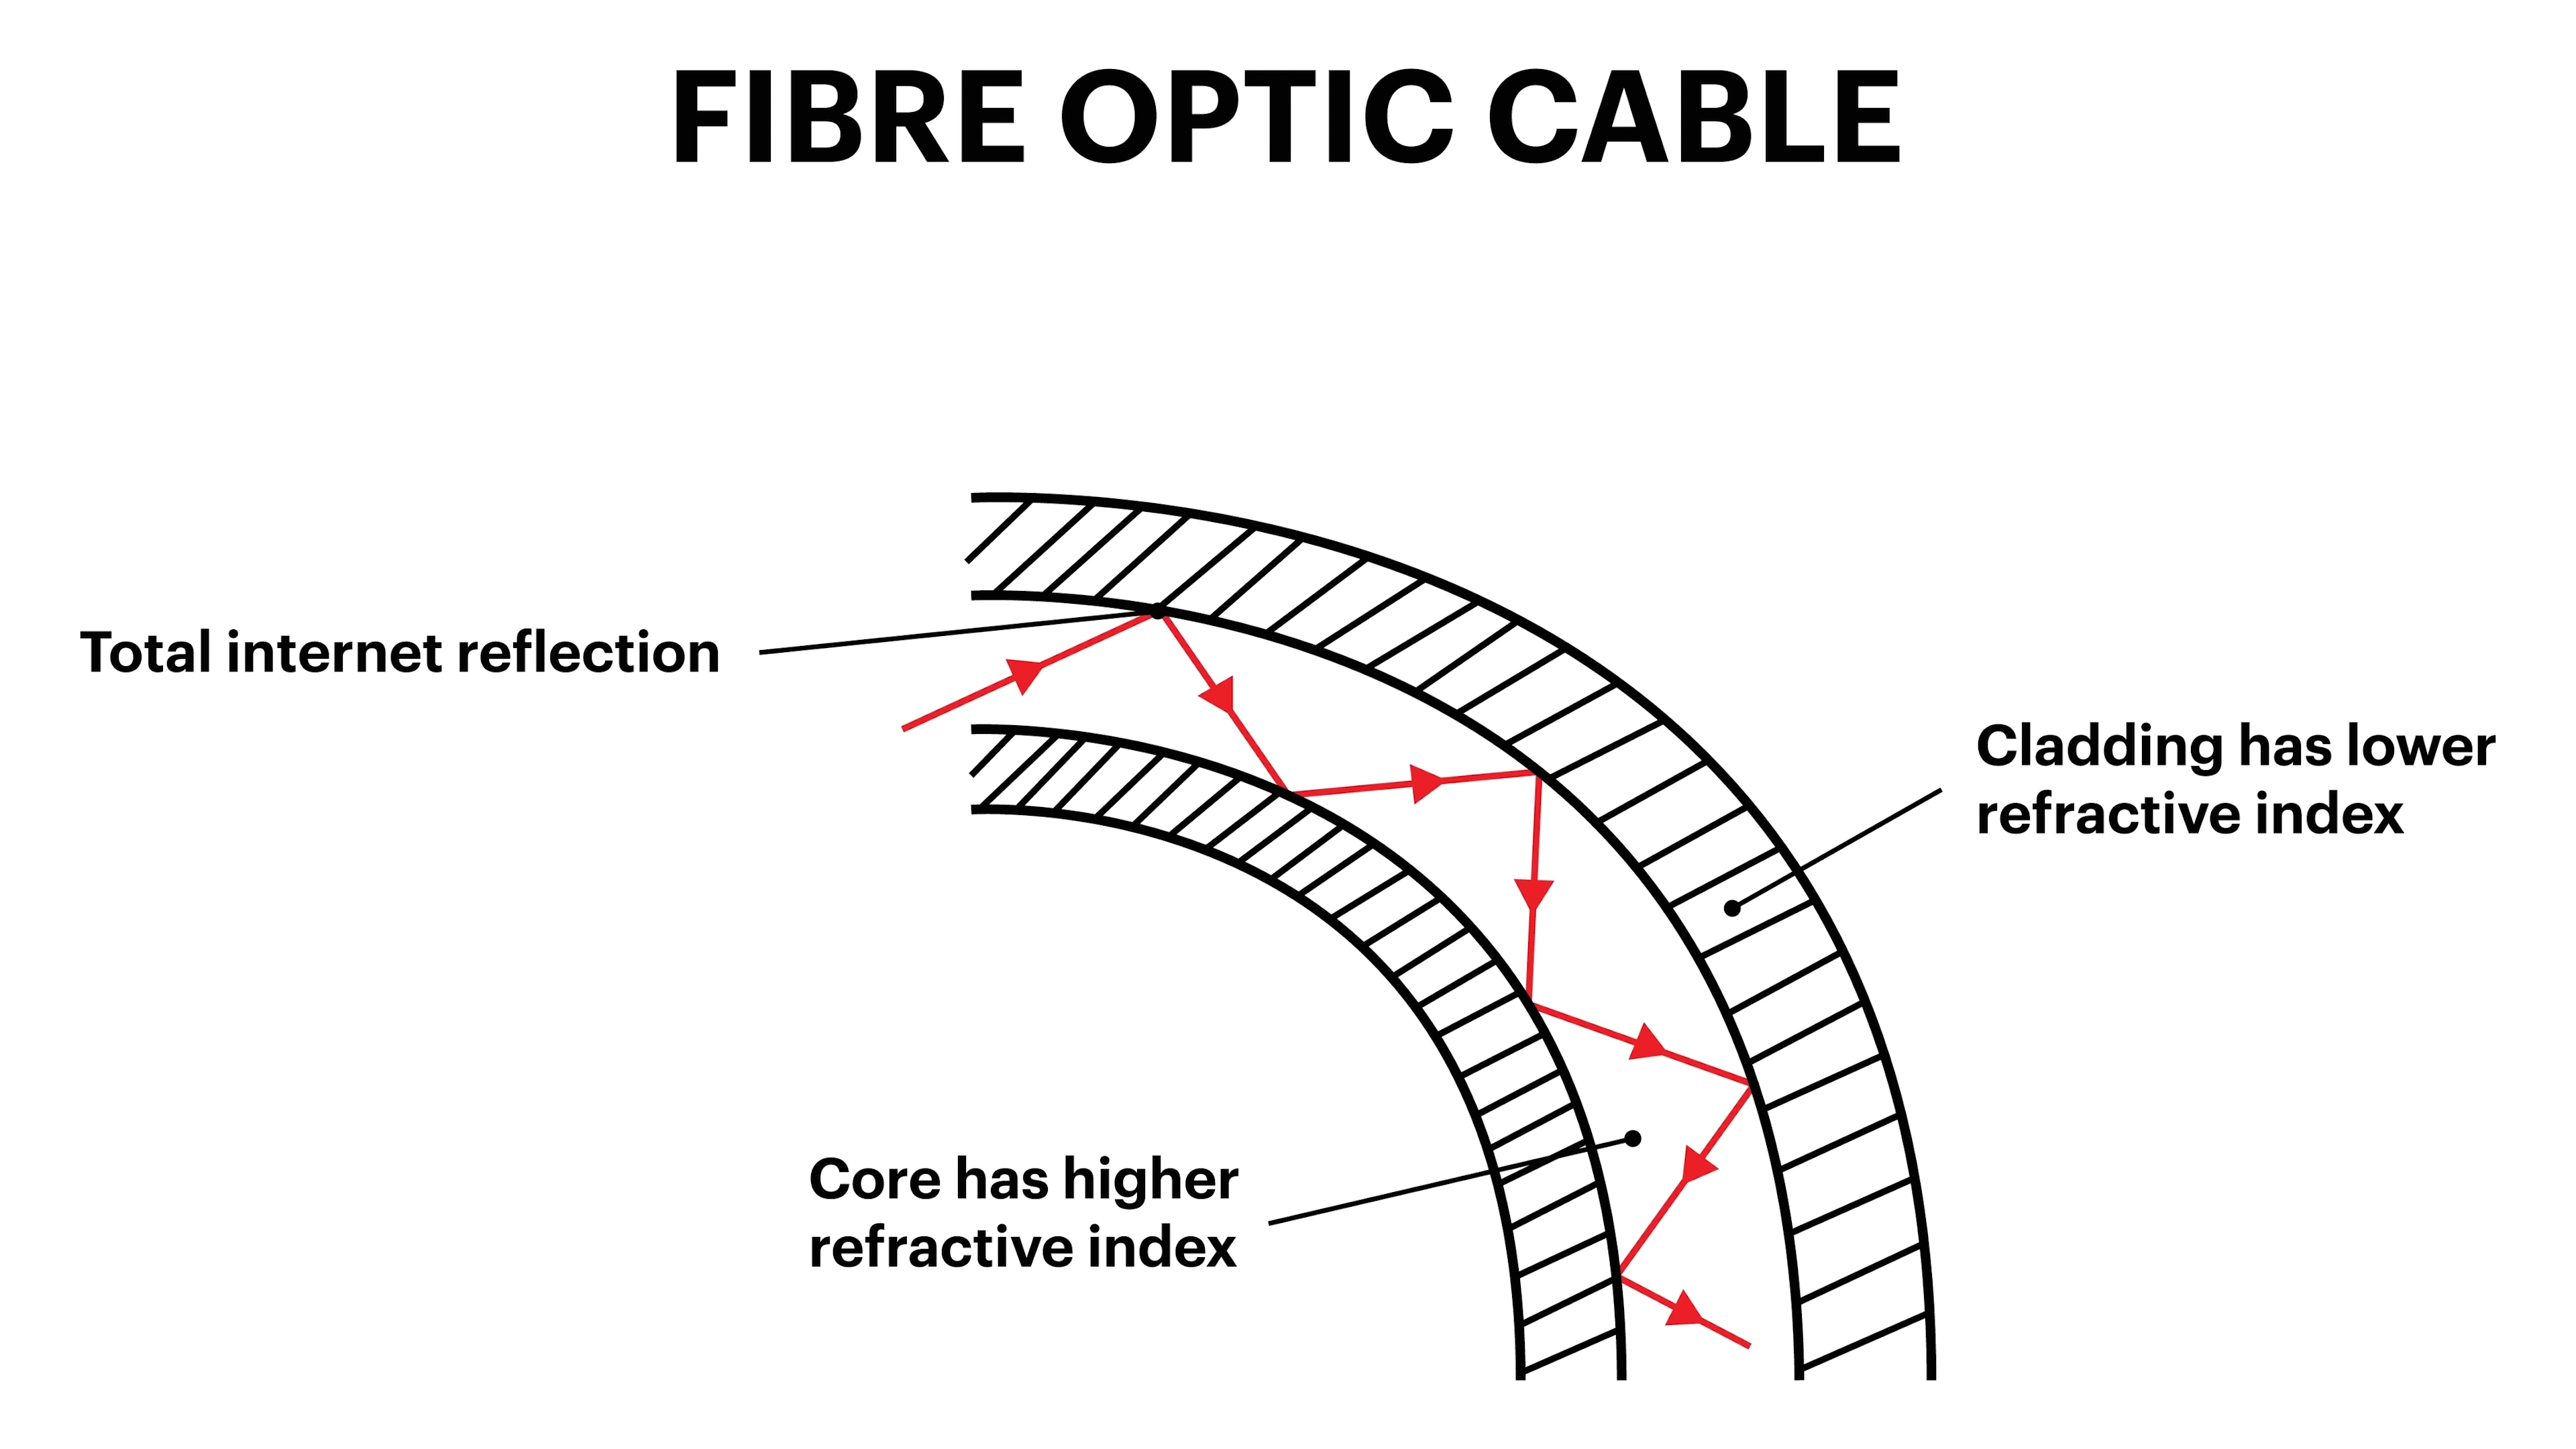 FIBRE OPTIC CABLE
Total internet reflection
Cladding has lower
refractive index
Core has higher
refractive index